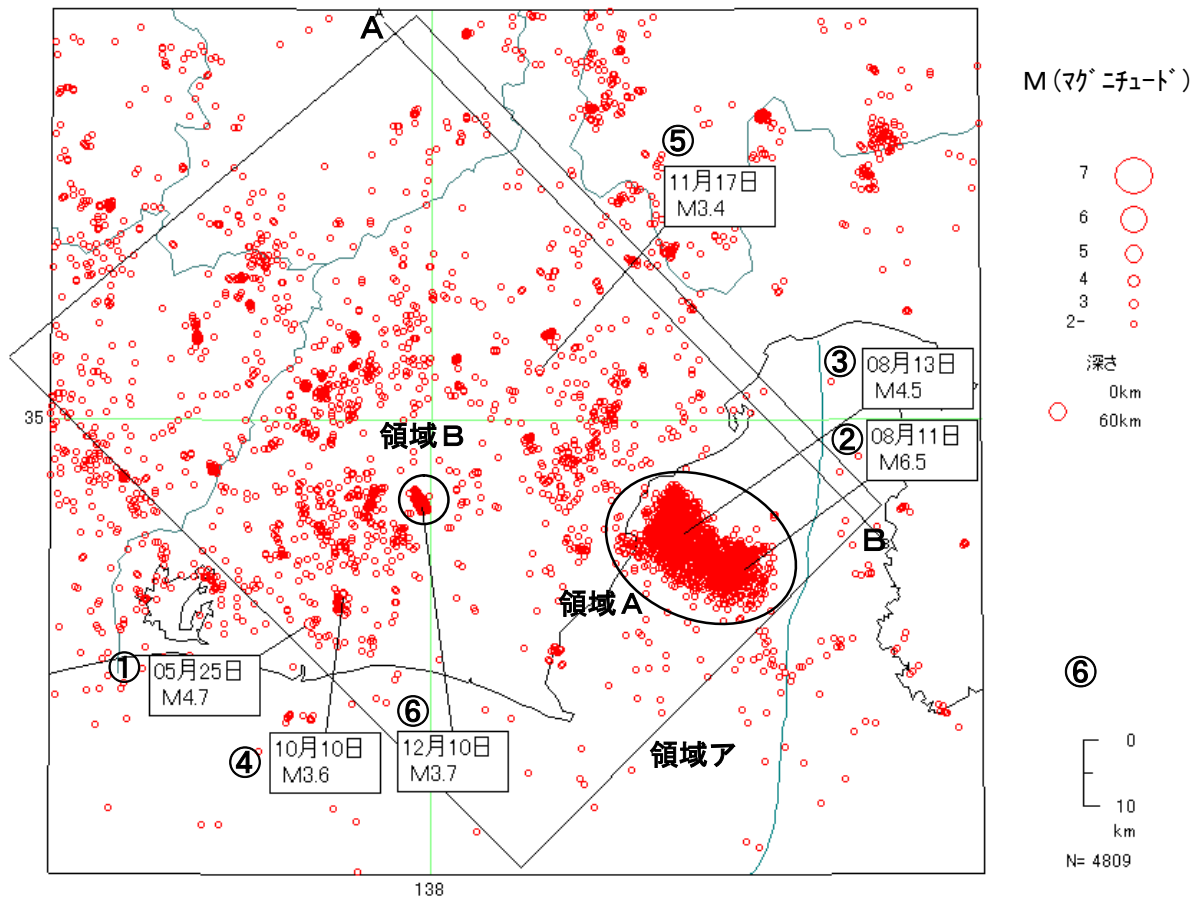 A
A
M (マグニチュード)
⑤
11月17日
M3.4
7
6
5
4
3
2-
深さ
0km
60km
③
08月13日
M4.5
②
08月11日
M6.5
35
領域B
B
領域A
①
05月25日
M4.7
⑥
④
10月10日
M3.6
12月10日
M3.7
領域ア
⑥
0
10
km
N= 4809
138